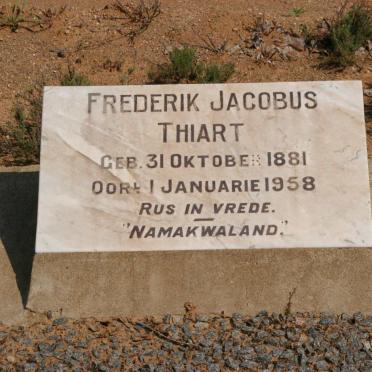 FREDERIK JACOBUS
THIART
GEB. 31 OKTOBER 1881
OORL 1 JANUARIE 1958
RUS IN VREDE.
"NAMAKWALAND."